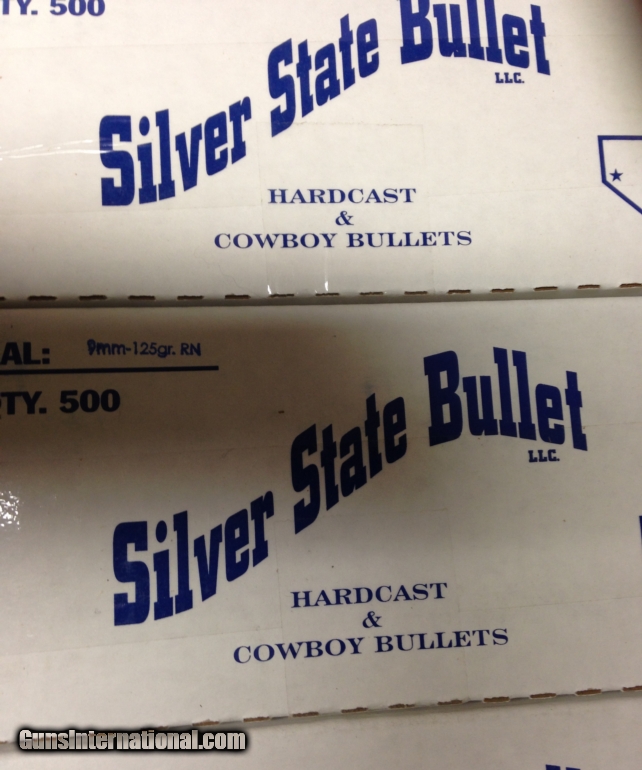 TY. 500
Silver State Bullet
LLC.
HARDCAST
&
COWBOY BULLETS
AL: 9mm-125gr. RN
QTY. 500
Silver State Bullet
LLC.
HARDCAST
&
COWBOY BULLETS
GunsInternational.com